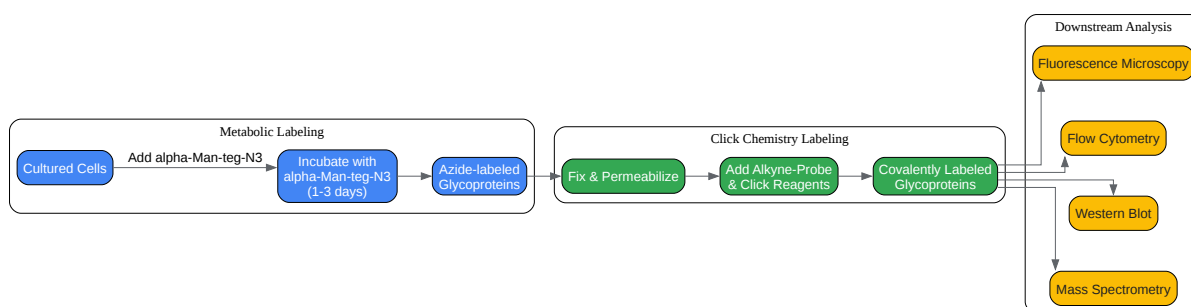 Metabolic Labeling
Cultured Cells
Add alpha-Man-teg-N3
Incubate with
alpha-Man-teg-N3
(1-3 days)
Azide-labeled
Glycoproteins
Click Chemistry Labeling
Fix & Permeabilize
Add Alkyne-Probe
& Click Reagents
Covalently Labeled
Glycoproteins
Downstream Analysis
Fluorescence Microscopy
Flow Cytometry
Western Blot
Mass Spectrometry